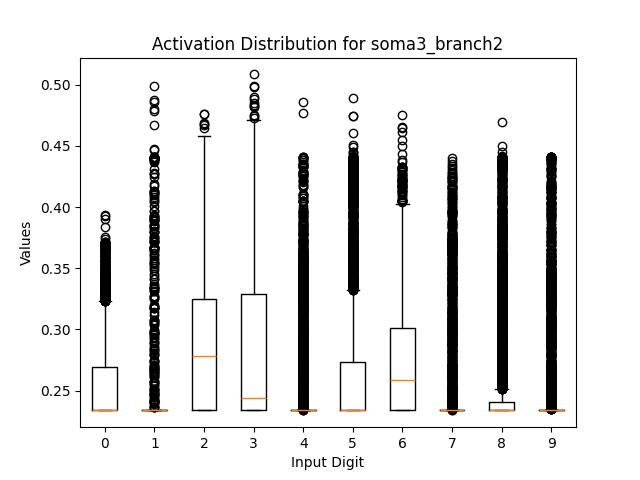 Activation Distribution for soma3_branch2
0.50
0.45
0.40
0.35
0.30
0.25
Values
0 1 2 3 4 5 6 7 8 9
Input Digit